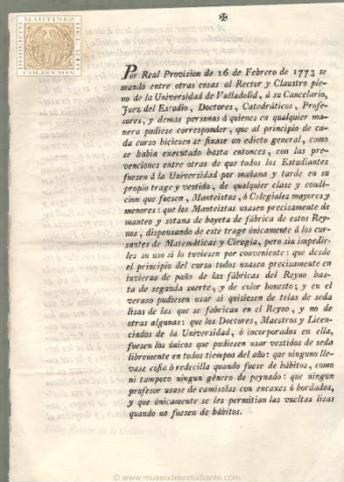 MARTINEZ
COLECCION
Por Real Provision de 16 de Febrero de 1773 se
mandó entre otras cosas al Rector y Claustro ple-
no de la Universidad de Valladolid, á su Cancelario,
Juez del Estudio, Doctores, Catedráticos, Profe-
sores, y demas personas á quienes en qualquier ma-
nera pudiese corresponder, que al principio de ca-
da curso hiciesen se fixase un edicto general, como
se habia executado hasta entonces, con las pre-
venciones entre otras de que todos los Estudiantes
fuesen á la Universidad por mañana y tarde en su
propio trage y vestido, de qualquier clase y condi-
cion que fuesen, Manteistas, ó Colegiales mayores y
menores: que los Manteistas usasen precisamente de
manteo y sotana de bayeta de fábrica de estos Rey-
nos, dispensando de este trage únicamente á los cur-
santes de Matemáticas y Cirugia, pero sin impedir-
les su uso si lo tuviesen por conveniente: que desde
el principio del curso todos usasen precisamente en
invierno de paño de las fábricas del Reyno has-
ta de segunda suerte, y de color honesto; y en el
verano pudiesen usar si quisiesen de telas de seda
lisas de las que se fabrican en el Reyno, y no de
otras algunas: que los Doctores, Maestros y Licen-
ciados de la Universidad, ó incorporados en ella,
fuesen los únicos que pudiesen usar vestidos de seda
libremente en todos tiempos del año: que ninguno lle-
vase cofia ó redecilla quando fuese de hábitos, como
ni tampoco ningun género de peynado: que ningun
profesor usase de camisolas con encaxes ó bordados,
y que únicamente se les permitian las vueltas lisas
quando no fuesen de hábitos.
© www.museodelestudiante.com